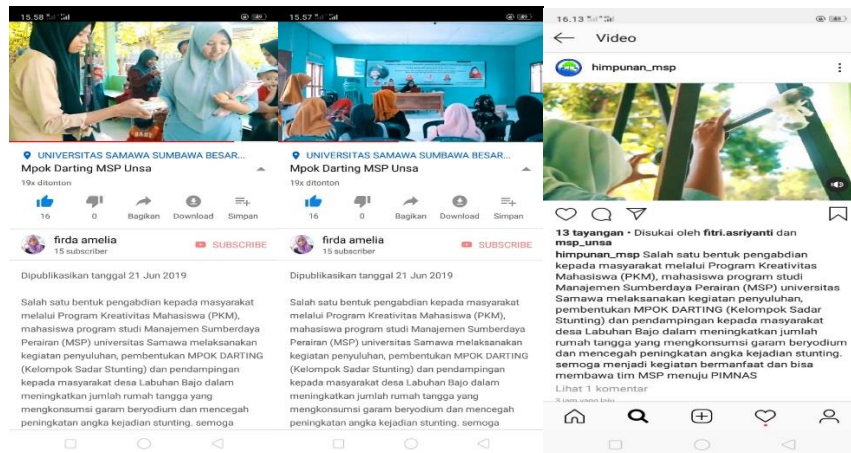 15.58
UNIVERSITAS SAMAWA SUMBAWA BESAR...
Mpok Darting MSP Unsa
19x ditonton
16
0
Bagikan
Download
Simpan
firda amelia
15 subscriber
SUBSCRIBE
Dipublikasikan tanggal 21 Jun 2019
Salah satu bentuk pengabdian kepada masyarakat
melalui Program Kreativitas Mahasiswa (PKM),
mahasiswa program studi Manajemen Sumberdaya
Perairan (MSP) universitas Samawa melaksanakan
kegiatan penyuluhan, pembentukan MPOK DARTING
(Kelompok Sadar Stunting) dan pendampingan
kepada masyarakat desa Labuhan Bajo dalam
meningkatkan jumlah rumah tangga yang
mengkonsumsi garam beryodium dan mencegah
peningkatan angka kejadian stunting. semoga
15.57
UNIVERSITAS SAMAWA SUMBAWA BESAR...
Mpok Darting MSP Unsa
19x ditonton
16
0
Bagikan
Download
Simpan
firda amelia
15 subscriber
SUBSCRIBE
Dipublikasikan tanggal 21 Jun 2019
Salah satu bentuk pengabdian kepada masyarakat
melalui Program Kreativitas Mahasiswa (PKM),
mahasiswa program studi Manajemen Sumberdaya
Perairan (MSP) universitas Samawa melaksanakan
kegiatan penyuluhan, pembentukan MPOK DARTING
(Kelompok Sadar Stunting) dan pendampingan
kepada masyarakat desa Labuhan Bajo dalam
meningkatkan jumlah rumah tangga yang
mengkonsumsi garam beryodium dan mencegah
peningkatan angka kejadian stunting. semoga
16.13
Video
himpunan_msp
13 tayangan • Disukai oleh fitri.asriyanti dan
msp_unsa
himpunan_msp Salah satu bentuk pengabdian
kepada masyarakat melalui Program Kreativitas
Mahasiswa (PKM), mahasiswa program studi
Manajemen Sumberdaya Perairan (MSP) universitas
Samawa melaksanakan kegiatan penyuluhan,
pembentukan MPOK DARTING (Kelompok Sadar
Stunting) dan pendampingan kepada masyarakat
desa Labuhan Bajo dalam meningkatkan jumlah
rumah tangga yang mengkonsumsi garam beryodium
dan mencegah peningkatan angka kejadian stunting.
semoga menjadi kegiatan bermanfaat dan bisa
membawa tim MSP menuju PIMNAS
Lihat 1 komentar
3 jam yang lalu